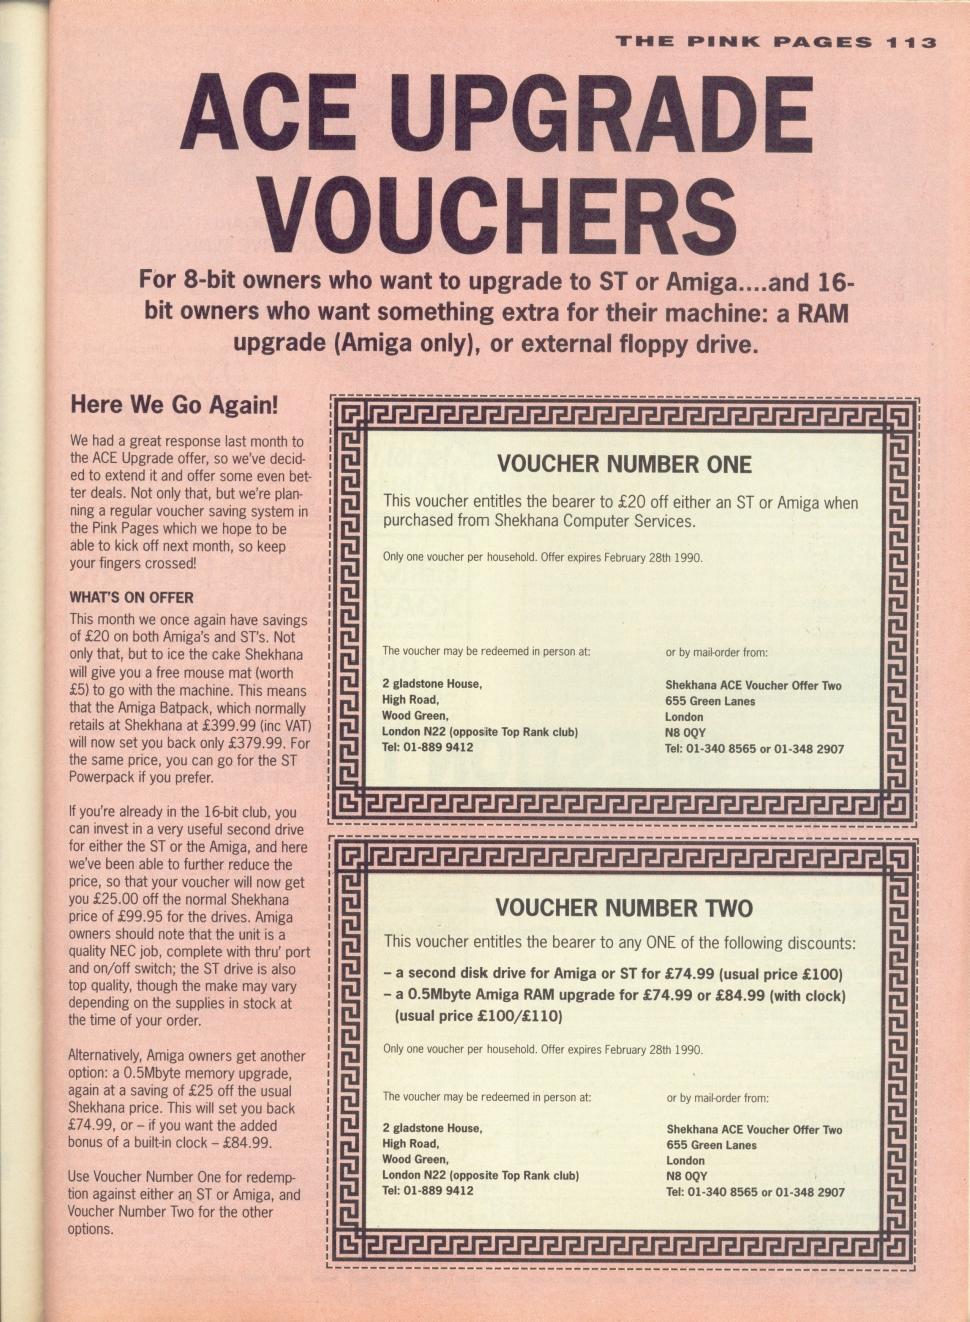 THE PINK PAGES 113
ACE UPGRADE
VOUCHERS
For 8-bit owners who want to upgrade to ST or Amiga....and 16-
bit owners who want something extra for their machine: a RAM
upgrade (Amiga only), or external floppy drive.
Here We Go Again!
We had a great response last month to
the ACE Upgrade offer, so we've decid-
ed to extend it and offer some even bet-
ter deals. Not only that, but we're plan-
ning a regular voucher saving system in
the Pink Pages which we hope to be
able to kick off next month, so keep
your fingers crossed!
WHAT'S ON OFFER
This month we once again have savings
of £20 on both Amiga's and ST's. Not
only that, but to ice the cake Shekhana
will give you a free mouse mat (worth
£5) to go with the machine. This means
that the Amiga Batpack, which normally
retails at Shekhana at £399.99 (inc VAT)
will now set you back only £379.99. For
the same price, you can go for the ST
Powerpack if you prefer.
If you're already in the 16-bit club, you
can invest in a very useful second drive
for either the ST or the Amiga, and here
we've been able to further reduce the
price, so that your voucher will now get
you £25.00 off the normal Shekhana
price of £99.95 for the drives. Amiga
owners should note that the unit is a
quality NEC job, complete with thru' port
and on/off switch; the ST drive is also
top quality, though the make may vary
depending on the supplies in stock at
the time of your order.
Alternatively, Amiga owners get another
option: a 0.5Mbyte memory upgrade,
again at a saving of £25 off the usual
Shekhana price. This will set you back
£74.99, or – if you want the added
bonus of a built-in clock – £84.99.
Use Voucher Number One for redemp-
tion against either an ST or Amiga, and
Voucher Number Two for the other
options.
VOUCHER NUMBER ONE
This voucher entitles the bearer to £20 off either an ST or Amiga when
purchased from Shekhana Computer Services.
Only one voucher per household. Offer expires February 28th 1990.
The voucher may be redeemed in person at:
2 gladstone House,
High Road,
Wood Green,
London N22 (opposite Top Rank club)
Tel: 01-889 9412
or by mail-order from:
Shekhana ACE Voucher Offer Two
655 Green Lanes
London
N8 0QY
Tel: 01-340 8565 or 01-348 2907
VOUCHER NUMBER TWO
This voucher entitles the bearer to any ONE of the following discounts:
– a second disk drive for Amiga or ST for £74.99 (usual price £100)
– a 0.5Mbyte Amiga RAM upgrade for £74.99 or £84.99 (with clock)
(usual price £100/£110)
Only one voucher per household. Offer expires February 28th 1990.
The voucher may be redeemed in person at:
2 gladstone House,
High Road,
Wood Green,
London N22 (opposite Top Rank club)
Tel: 01-889 9412
or by mail-order from:
Shekhana ACE Voucher Offer Two
655 Green Lanes
London
N8 0QY
Tel: 01-340 8565 or 01-348 2907